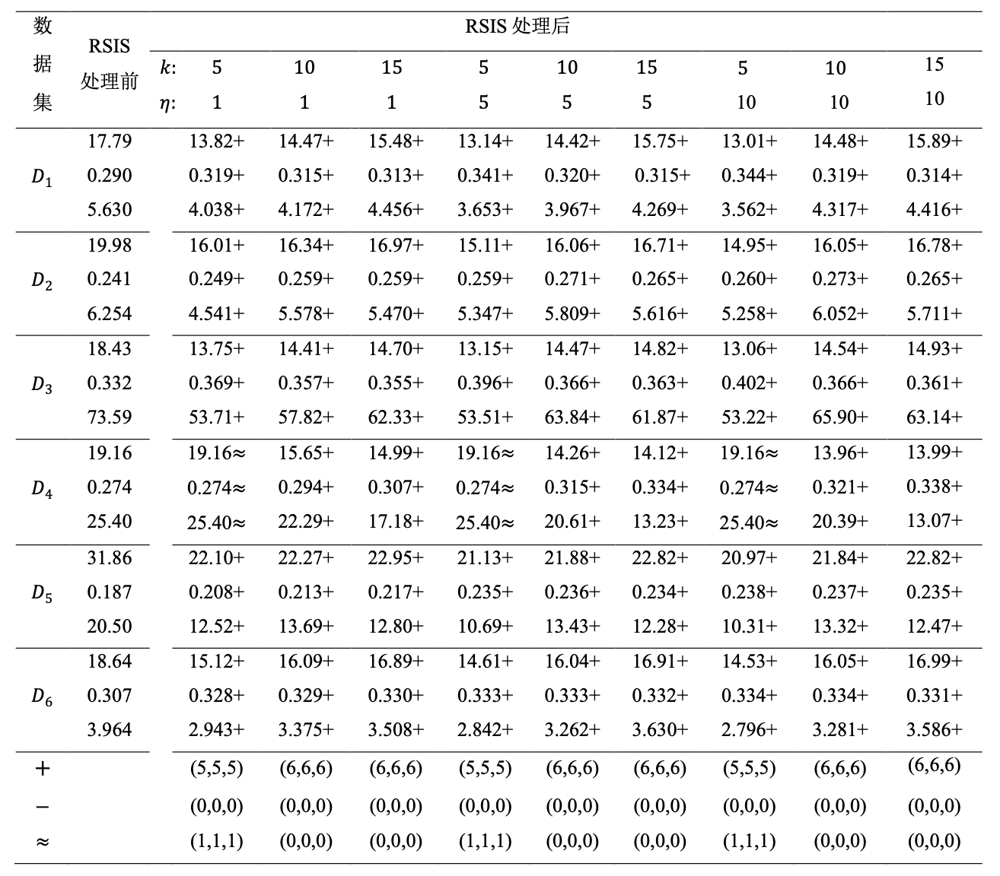 数据集 RSIS处理前 RSIS 处理后
k: 5 10 15 5 10 15 5 10 15
η: 1 1 1 5 5 5 10 10 10
17.79 13.82+ 14.47+ 15.48+ 13.14+ 14.42+ 15.75+ 13.01+ 14.48+ 15.89+
D₁ 0.290 0.319+ 0.315+ 0.313+ 0.341+ 0.320+ 0.315+ 0.344+ 0.319+ 0.314+
5.630 4.038+ 4.172+ 4.456+ 3.653+ 3.967+ 4.269+ 3.562+ 4.317+ 4.416+
19.98 16.01+ 16.34+ 16.97+ 15.11+ 16.06+ 16.71+ 14.95+ 16.05+ 16.78+
D₂ 0.241 0.249+ 0.259+ 0.259+ 0.259+ 0.271+ 0.265+ 0.260+ 0.273+ 0.265+
6.254 4.541+ 5.578+ 5.470+ 5.347+ 5.809+ 5.616+ 5.258+ 6.052+ 5.711+
18.43 13.75+ 14.41+ 14.70+ 13.15+ 14.47+ 14.82+ 13.06+ 14.54+ 14.93+
D₃ 0.332 0.369+ 0.357+ 0.355+ 0.396+ 0.366+ 0.363+ 0.402+ 0.366+ 0.361+
73.59 53.71+ 57.82+ 62.33+ 53.51+ 63.84+ 61.87+ 53.22+ 65.90+ 63.14+
19.16 19.16≈ 15.65+ 14.99+ 19.16≈ 14.26+ 14.12+ 19.16≈ 13.96+ 13.99+
D₄ 0.274 0.274≈ 0.294+ 0.307+ 0.274≈ 0.315+ 0.334+ 0.274≈ 0.321+ 0.338+
25.40 25.40≈ 22.29+ 17.18+ 25.40≈ 20.61+ 13.23+ 25.40≈ 20.39+ 13.07+
31.86 22.10+ 22.27+ 22.95+ 21.13+ 21.88+ 22.82+ 20.97+ 21.84+ 22.82+
D₅ 0.187 0.208+ 0.213+ 0.217+ 0.235+ 0.236+ 0.234+ 0.238+ 0.237+ 0.235+
20.50 12.52+ 13.69+ 12.80+ 10.69+ 13.43+ 12.28+ 10.31+ 13.32+ 12.47+
18.64 15.12+ 16.09+ 16.89+ 14.61+ 16.04+ 16.91+ 14.53+ 16.05+ 16.99+
D₆ 0.307 0.328+ 0.329+ 0.330+ 0.333+ 0.333+ 0.332+ 0.334+ 0.334+ 0.331+
3.964 2.943+ 3.375+ 3.508+ 2.842+ 3.262+ 3.630+ 2.796+ 3.281+ 3.586+
+ (5,5,5) (6,6,6) (6,6,6) (5,5,5) (6,6,6) (6,6,6) (5,5,5) (6,6,6) (6,6,6)
− (0,0,0) (0,0,0) (0,0,0) (0,0,0) (0,0,0) (0,0,0) (0,0,0) (0,0,0) (0,0,0)
≈ (1,1,1) (0,0,0) (0,0,0) (1,1,1) (0,0,0) (0,0,0) (1,1,1) (0,0,0) (0,0,0)